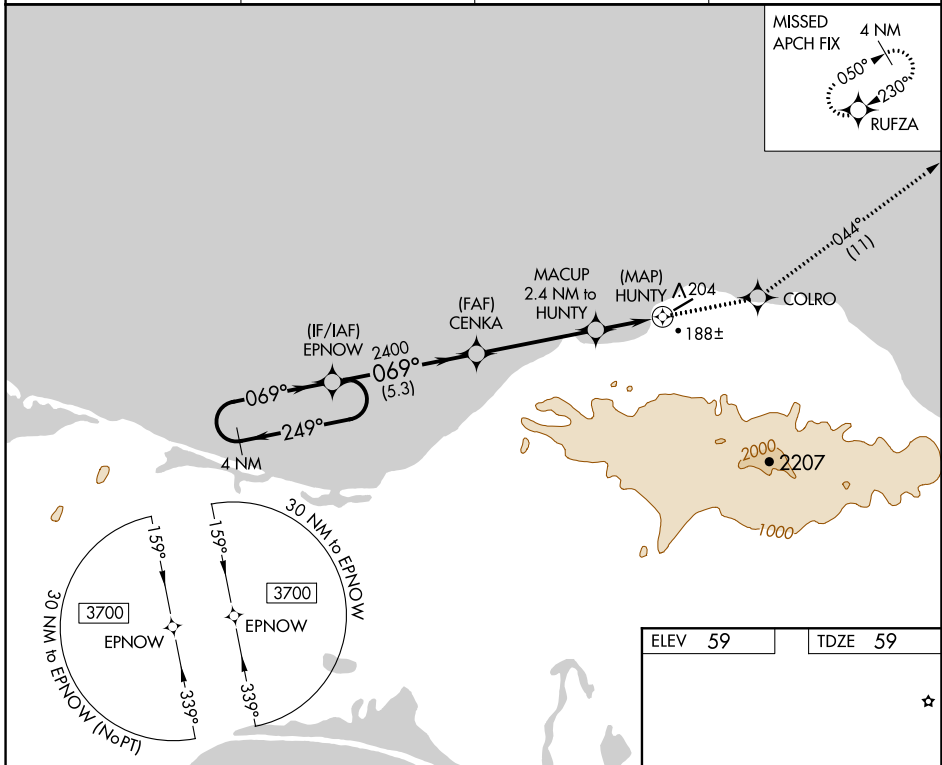 MISSED
APCH FIX
4 NM
050°
230°
RUFZA
044°
(11)
MACUP
2.4 NM to
HUNTY
(MAP)
HUNTY
204
COLRO
188±
(FAF)
CENKA
(IF/IAF)
EPNOW
2400
069°
(5.3)
069°
249°
4 NM
2000
2207
1000
30 NM to EPNOW
159°
3700
EPNOW
339°
159°
3700
EPNOW
339°
30 NM to EPNOW (NoPT)
ELEV 59
TDZE 59